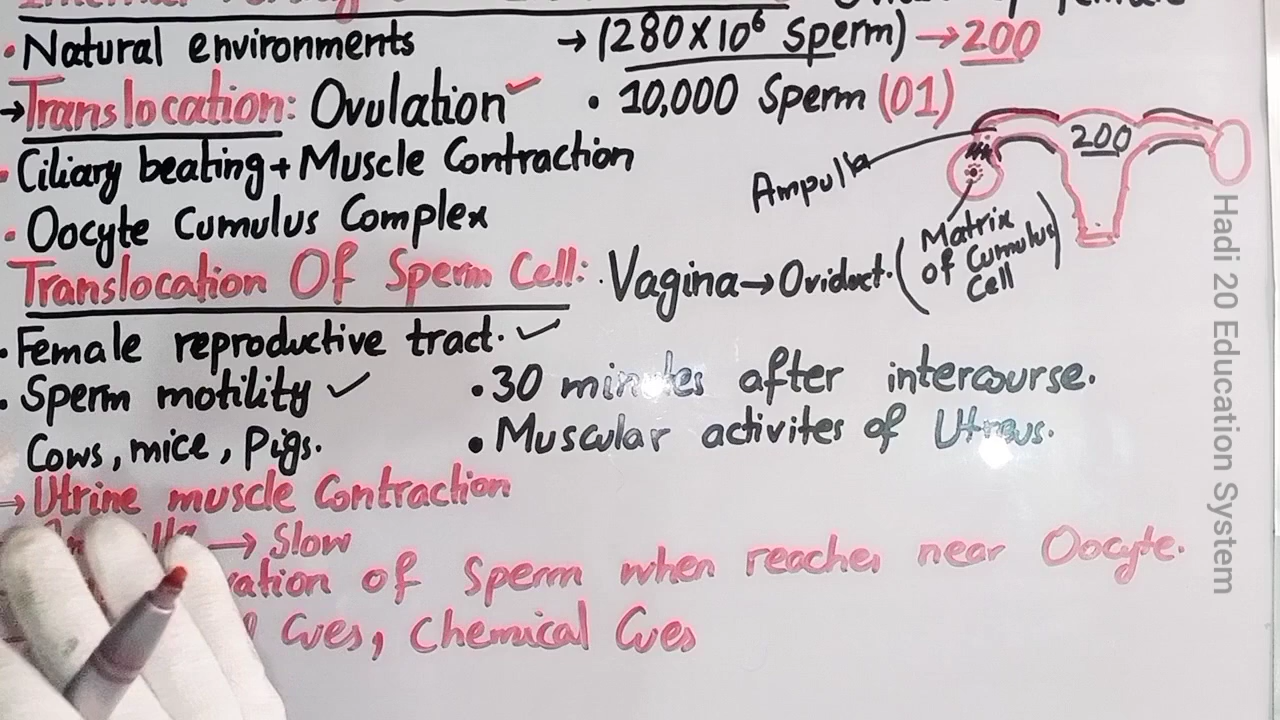 • Natural environments → (280X10⁶ Sperm) → 200
→ Translocation: Ovulation ✓ • 10,000 Sperm (01)
• Ciliary beating + Muscle Contraction
• Oocyte Cumulus Complex
Ampulla
200
(Matrix
of Cumulus
Cell)
Translocation Of Sperm Cell: Vagina → Oviduct.
• Female reproductive tract. ✓
• Sperm motility ✓ • 30 minutes after intercourse.
Cows, mice, Pigs. • Muscular activites of Utreus.
→ Utrine muscle Contraction
→ Slow
of Sperm when reaches near Oocyte.
Cues, Chemical Cues
Hadi 20 Education System